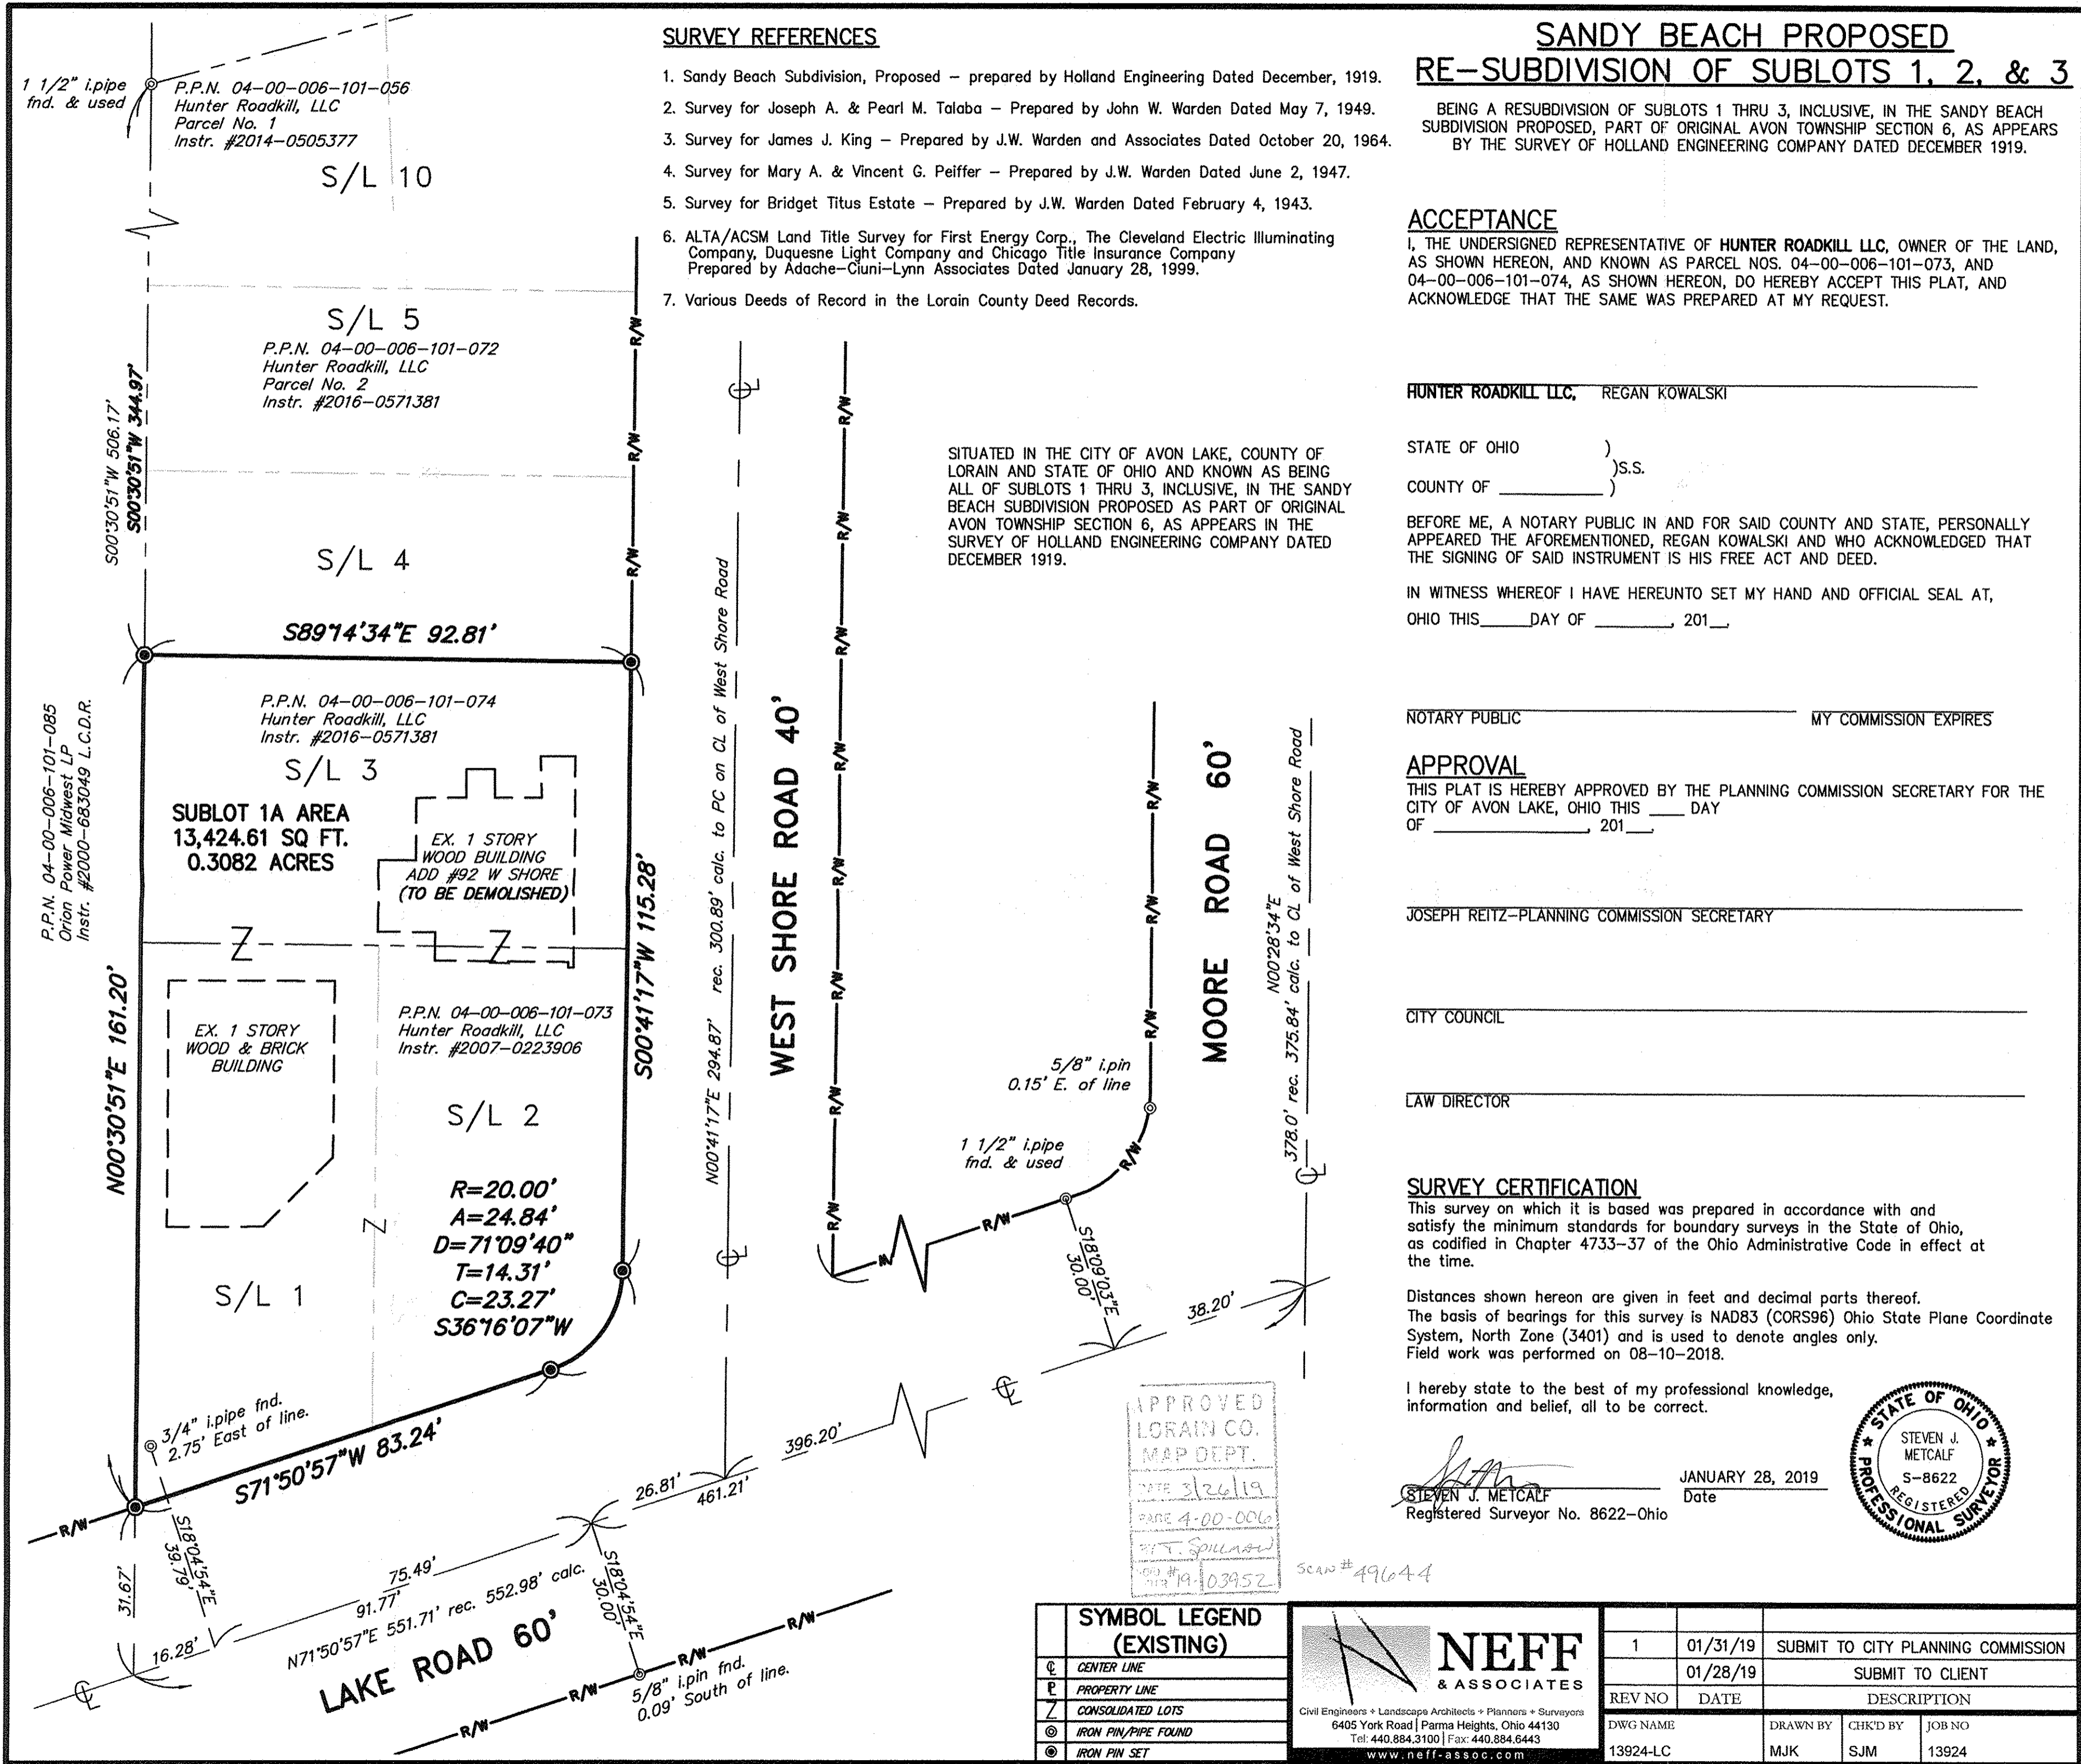 SURVEY REFERENCES
1. Sandy Beach Subdivision, Proposed – prepared by Holland Engineering Dated December, 1919.
2. Survey for Joseph A. & Pearl M. Talaba – Prepared by John W. Warden Dated May 7, 1949.
3. Survey for James J. King – Prepared by J.W. Warden and Associates Dated October 20, 1964.
4. Survey for Mary A. & Vincent G. Peiffer – Prepared by J.W. Warden Dated June 2, 1947.
5. Survey for Bridget Titus Estate – Prepared by J.W. Warden Dated February 4, 1943.
6. ALTA/ACSM Land Title Survey for First Energy Corp., The Cleveland Electric Illuminating
Company, Duquesne Light Company and Chicago Title Insurance Company
Prepared by Adache-Ciuni-Lynn Associates Dated January 28, 1999.
7. Various Deeds of Record in the Lorain County Deed Records.
1 1/2" i.pipe
fnd. & used
P.P.N. 04-00-006-101-056
Hunter Roadkill, LLC
Parcel No. 1
Instr. #2014-0505377
S/L 10
S/L 5
P.P.N. 04-00-006-101-072
Hunter Roadkill, LLC
Parcel No. 2
Instr. #2016-0571381
S00°30'51"W 506.17'
S00°30'51"W 344.97'
S/L 4
S89°14'34"E 92.81'
P.P.N. 04-00-006-101-085
Orion Power Midwest LP
Instr. #2000-683049 L.C.D.R.
P.P.N. 04-00-006-101-074
Hunter Roadkill, LLC
Instr. #2016-0571381
S/L 3
SUBLOT 1A AREA
13,424.61 SQ FT.
0.3082 ACRES
EX. 1 STORY
WOOD BUILDING
ADD #92 W SHORE
(TO BE DEMOLISHED)
Z
Z
N00°30'51"E 161.20'
S00°41'17"W 115.28'
EX. 1 STORY
WOOD & BRICK
BUILDING
P.P.N. 04-00-006-101-073
Hunter Roadkill, LLC
Instr. #2007-0223906
S/L 2
R=20.00'
A=24.84'
D=71°09'40"
T=14.31'
C=23.27'
S36°16'07"W
Z
S/L 1
3/4" i.pipe fnd.
2.75' East of line.
S71°50'57"W 83.24'
R/W
S18°04'54"E
39.79'
31.67'
16.28'
75.49'
91.77'
N71°50'57"E 551.71' rec. 552.98' calc.
LAKE ROAD 60'
26.81'
461.21'
396.20'
S18°04'54"E
30.00'
5/8" i.pin fnd.
0.09' South of line.
R/W
R/W
R/W
R/W
R/W
R/W
R/W
R/W
N00°41'17"E 294.87' rec. 300.89' calc. to PC on CL of West Shore Road
WEST SHORE ROAD 40'
R/W
R/W
R/W
R/W
R/W
R/W
R/W
R/W
SITUATED IN THE CITY OF AVON LAKE, COUNTY OF
LORAIN AND STATE OF OHIO AND KNOWN AS BEING
ALL OF SUBLOTS 1 THRU 3, INCLUSIVE, IN THE SANDY
BEACH SUBDIVISION PROPOSED AS PART OF ORIGINAL
AVON TOWNSHIP SECTION 6, AS APPEARS IN THE
SURVEY OF HOLLAND ENGINEERING COMPANY DATED
DECEMBER 1919.
R/W
R/W
R/W
R/W
R/W
MOORE ROAD 60'
N00°28'34"E
378.0' rec. 375.84' calc. to CL of West Shore Road
5/8" i.pin
0.15' E. of line
1 1/2" i.pipe
fnd. & used
S18°09'03"E
30.00'
38.20'
APPROVED
LORAIN CO.
MAP DEPT.
DATE 3/26/19
PAGE 4-00-006
BY T. SPILLMAN
19-03952
SCAN # 49644
SANDY BEACH PROPOSED
RE-SUBDIVISION OF SUBLOTS 1, 2, & 3
BEING A RESUBDIVISION OF SUBLOTS 1 THRU 3, INCLUSIVE, IN THE SANDY BEACH
SUBDIVISION PROPOSED, PART OF ORIGINAL AVON TOWNSHIP SECTION 6, AS APPEARS
BY THE SURVEY OF HOLLAND ENGINEERING COMPANY DATED DECEMBER 1919.
ACCEPTANCE
I, THE UNDERSIGNED REPRESENTATIVE OF HUNTER ROADKILL LLC, OWNER OF THE LAND,
AS SHOWN HEREON, AND KNOWN AS PARCEL NOS. 04-00-006-101-073, AND
04-00-006-101-074, AS SHOWN HEREON, DO HEREBY ACCEPT THIS PLAT, AND
ACKNOWLEDGE THAT THE SAME WAS PREPARED AT MY REQUEST.
HUNTER ROADKILL LLC, REGAN KOWALSKI
STATE OF OHIO )
)S.S.
COUNTY OF ____________ )
BEFORE ME, A NOTARY PUBLIC IN AND FOR SAID COUNTY AND STATE, PERSONALLY
APPEARED THE AFOREMENTIONED, REGAN KOWALSKI AND WHO ACKNOWLEDGED THAT
THE SIGNING OF SAID INSTRUMENT IS HIS FREE ACT AND DEED.
IN WITNESS WHEREOF I HAVE HEREUNTO SET MY HAND AND OFFICIAL SEAL AT,
OHIO THIS______DAY OF _________, 201__,
NOTARY PUBLIC MY COMMISSION EXPIRES
APPROVAL
THIS PLAT IS HEREBY APPROVED BY THE PLANNING COMMISSION SECRETARY FOR THE
CITY OF AVON LAKE, OHIO THIS ____ DAY
OF __________________, 201___,
JOSEPH REITZ-PLANNING COMMISSION SECRETARY
CITY COUNCIL
LAW DIRECTOR
SURVEY CERTIFICATION
This survey on which it is based was prepared in accordance with and
satisfy the minimum standards for boundary surveys in the State of Ohio,
as codified in Chapter 4733-37 of the Ohio Administrative Code in effect at
the time.
Distances shown hereon are given in feet and decimal parts thereof.
The basis of bearings for this survey is NAD83 (CORS96) Ohio State Plane Coordinate
System, North Zone (3401) and is used to denote angles only.
Field work was performed on 08-10-2018.
I hereby state to the best of my professional knowledge,
information and belief, all to be correct.
STEVEN J. METCALF
Registered Surveyor No. 8622-Ohio
JANUARY 28, 2019
Date
STATE OF OHIO
STEVEN J.
METCALF
S-8622
REGISTERED
PROFESSIONAL SURVEYOR
SYMBOL LEGEND
(EXISTING)
CENTER LINE
PROPERTY LINE
Z CONSOLIDATED LOTS
IRON PIN/PIPE FOUND
IRON PIN SET
NEFF
& ASSOCIATES
Civil Engineers + Landscape Architects + Planners + Surveyors
6405 York Road | Parma Heights, Ohio 44130
Tel: 440.884.3100 | Fax: 440.884.6443
www.neff-assoc.com
1 01/31/19 SUBMIT TO CITY PLANNING COMMISSION
01/28/19 SUBMIT TO CLIENT
REV NO DATE DESCRIPTION
DWG NAME DRAWN BY CHK'D BY JOB NO
13924-LC MJK SJM 13924